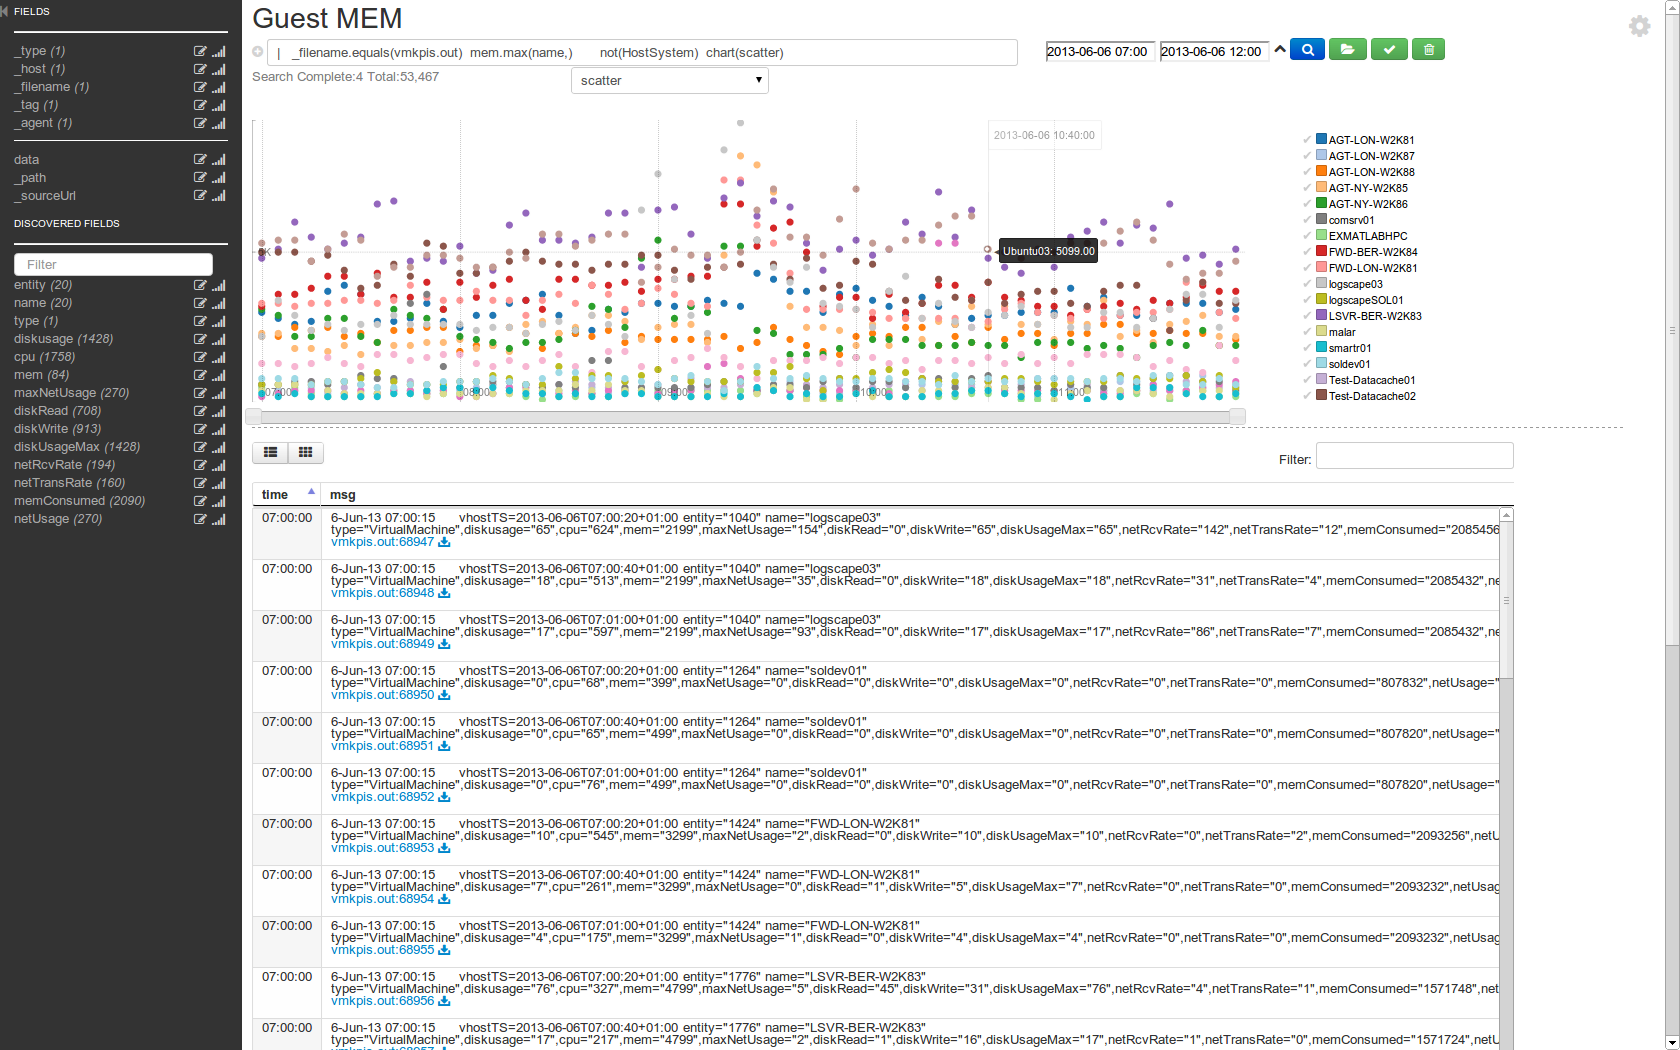 FIELDS
_type (1)
_host (1)
_filename (1)
_tag (1)
_agent (1)
data
_path
_sourceUrl
DISCOVERED FIELDS
Filter
entity (20)
name (20)
type (1)
diskusage (1428)
cpu (1758)
mem (84)
maxNetUsage (270)
diskRead (708)
diskWrite (913)
diskUsageMax (1428)
netRcvRate (194)
netTransRate (160)
memConsumed (2090)
netUsage (270)
Guest MEM
| _filename.equals(vmkpis.out) mem.max(name,) not(HostSystem) chart(scatter)
2013-06-06 07:00 2013-06-06 12:00
Search Complete:4 Total:53,467
scatter
2013-06-06 10:40:00
Ubuntu03: 5099.00
07:00 08:00 09:00 10:00 11:00
AGT-LON-W2K81
AGT-LON-W2K87
AGT-LON-W2K88
AGT-NY-W2K85
AGT-NY-W2K86
comsrv01
EXMATLABHPC
FWD-BER-W2K84
FWD-LON-W2K81
logscape03
logscapeSOL01
LSVR-BER-W2K83
malar
smartr01
soldev01
Test-Datacache01
Test-Datacache02
Filter:
time msg
07:00:00 6-Jun-13 07:00:15 vhostTS=2013-06-06T07:00:20+01:00 entity="1040" name="logscape03"
type="VirtualMachine",diskusage="65",cpu="624",mem="2199",maxNetUsage="154",diskRead="0",diskWrite="65",diskUsageMax="65",netRcvRate="142",netTransRate="12",memConsumed="2085456
vmkpis.out:68947
07:00:00 6-Jun-13 07:00:15 vhostTS=2013-06-06T07:00:40+01:00 entity="1040" name="logscape03"
type="VirtualMachine",diskusage="18",cpu="513",mem="2199",maxNetUsage="35",diskRead="0",diskWrite="18",diskUsageMax="18",netRcvRate="31",netTransRate="4",memConsumed="2085432",ne
vmkpis.out:68948
07:00:00 6-Jun-13 07:00:15 vhostTS=2013-06-06T07:01:00+01:00 entity="1040" name="logscape03"
type="VirtualMachine",diskusage="17",cpu="597",mem="2199",maxNetUsage="93",diskRead="0",diskWrite="17",diskUsageMax="17",netRcvRate="86",netTransRate="7",memConsumed="2085432",ne
vmkpis.out:68949
07:00:00 6-Jun-13 07:00:15 vhostTS=2013-06-06T07:00:20+01:00 entity="1264" name="soldev01"
type="VirtualMachine",diskusage="0",cpu="68",mem="399",maxNetUsage="0",diskRead="0",diskWrite="0",diskUsageMax="0",netRcvRate="0",netTransRate="0",memConsumed="807832",netUsage="
vmkpis.out:68950
07:00:00 6-Jun-13 07:00:15 vhostTS=2013-06-06T07:00:40+01:00 entity="1264" name="soldev01"
type="VirtualMachine",diskusage="0",cpu="65",mem="499",maxNetUsage="0",diskRead="0",diskWrite="0",diskUsageMax="0",netRcvRate="0",netTransRate="0",memConsumed="807820",netUsage="
vmkpis.out:68951
07:00:00 6-Jun-13 07:00:15 vhostTS=2013-06-06T07:01:00+01:00 entity="1264" name="soldev01"
type="VirtualMachine",diskusage="0",cpu="76",mem="499",maxNetUsage="0",diskRead="0",diskWrite="0",diskUsageMax="0",netRcvRate="0",netTransRate="0",memConsumed="807820",netUsage="
vmkpis.out:68952
07:00:00 6-Jun-13 07:00:15 vhostTS=2013-06-06T07:00:20+01:00 entity="1424" name="FWD-LON-W2K81"
type="VirtualMachine",diskusage="10",cpu="545",mem="3299",maxNetUsage="2",diskRead="0",diskWrite="10",diskUsageMax="10",netRcvRate="0",netTransRate="2",memConsumed="2093256",netU
vmkpis.out:68953
07:00:00 6-Jun-13 07:00:15 vhostTS=2013-06-06T07:00:40+01:00 entity="1424" name="FWD-LON-W2K81"
type="VirtualMachine",diskusage="7",cpu="261",mem="3299",maxNetUsage="0",diskRead="1",diskWrite="5",diskUsageMax="7",netRcvRate="0",netTransRate="0",memConsumed="2093232",netUsag
vmkpis.out:68954
07:00:00 6-Jun-13 07:00:15 vhostTS=2013-06-06T07:01:00+01:00 entity="1424" name="FWD-LON-W2K81"
type="VirtualMachine",diskusage="4",cpu="175",mem="3299",maxNetUsage="1",diskRead="0",diskWrite="4",diskUsageMax="4",netRcvRate="0",netTransRate="0",memConsumed="2093232",netUsag
vmkpis.out:68955
07:00:00 6-Jun-13 07:00:15 vhostTS=2013-06-06T07:00:20+01:00 entity="1776" name="LSVR-BER-W2K83"
type="VirtualMachine",diskusage="76",cpu="327",mem="4799",maxNetUsage="5",diskRead="45",diskWrite="31",diskUsageMax="76",netRcvRate="4",netTransRate="1",memConsumed="1571748",net
vmkpis.out:68956
07:00:00 6-Jun-13 07:00:15 vhostTS=2013-06-06T07:00:40+01:00 entity="1776" name="LSVR-BER-W2K83"
type="VirtualMachine",diskusage="17",cpu="217",mem="4799",maxNetUsage="2",diskRead="1",diskWrite="16",diskUsageMax="17",netRcvRate="1",netTransRate="0",memConsumed="1571724",net